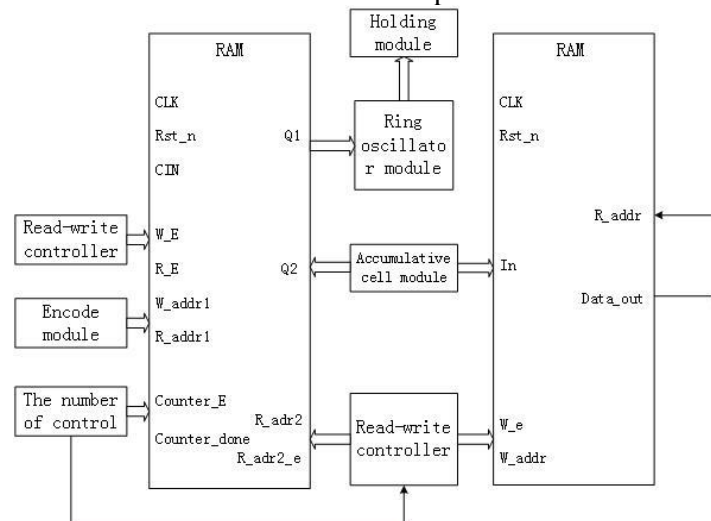 Holding
module
RAM
RAM
CLK
Rst_n
CIN
Q1
Ring
oscillato
r module
CLK
Rst_n
Read-write
controller
W_E
R_E
Q2
Accumulative
cell module
In
R_addr
Data_out
Encode
module
W_addr1
R_addr1
The number
of control
Counter_E
Counter_done
R_adr2
R_adr2_e
Read-write
controller
W_e
W_addr